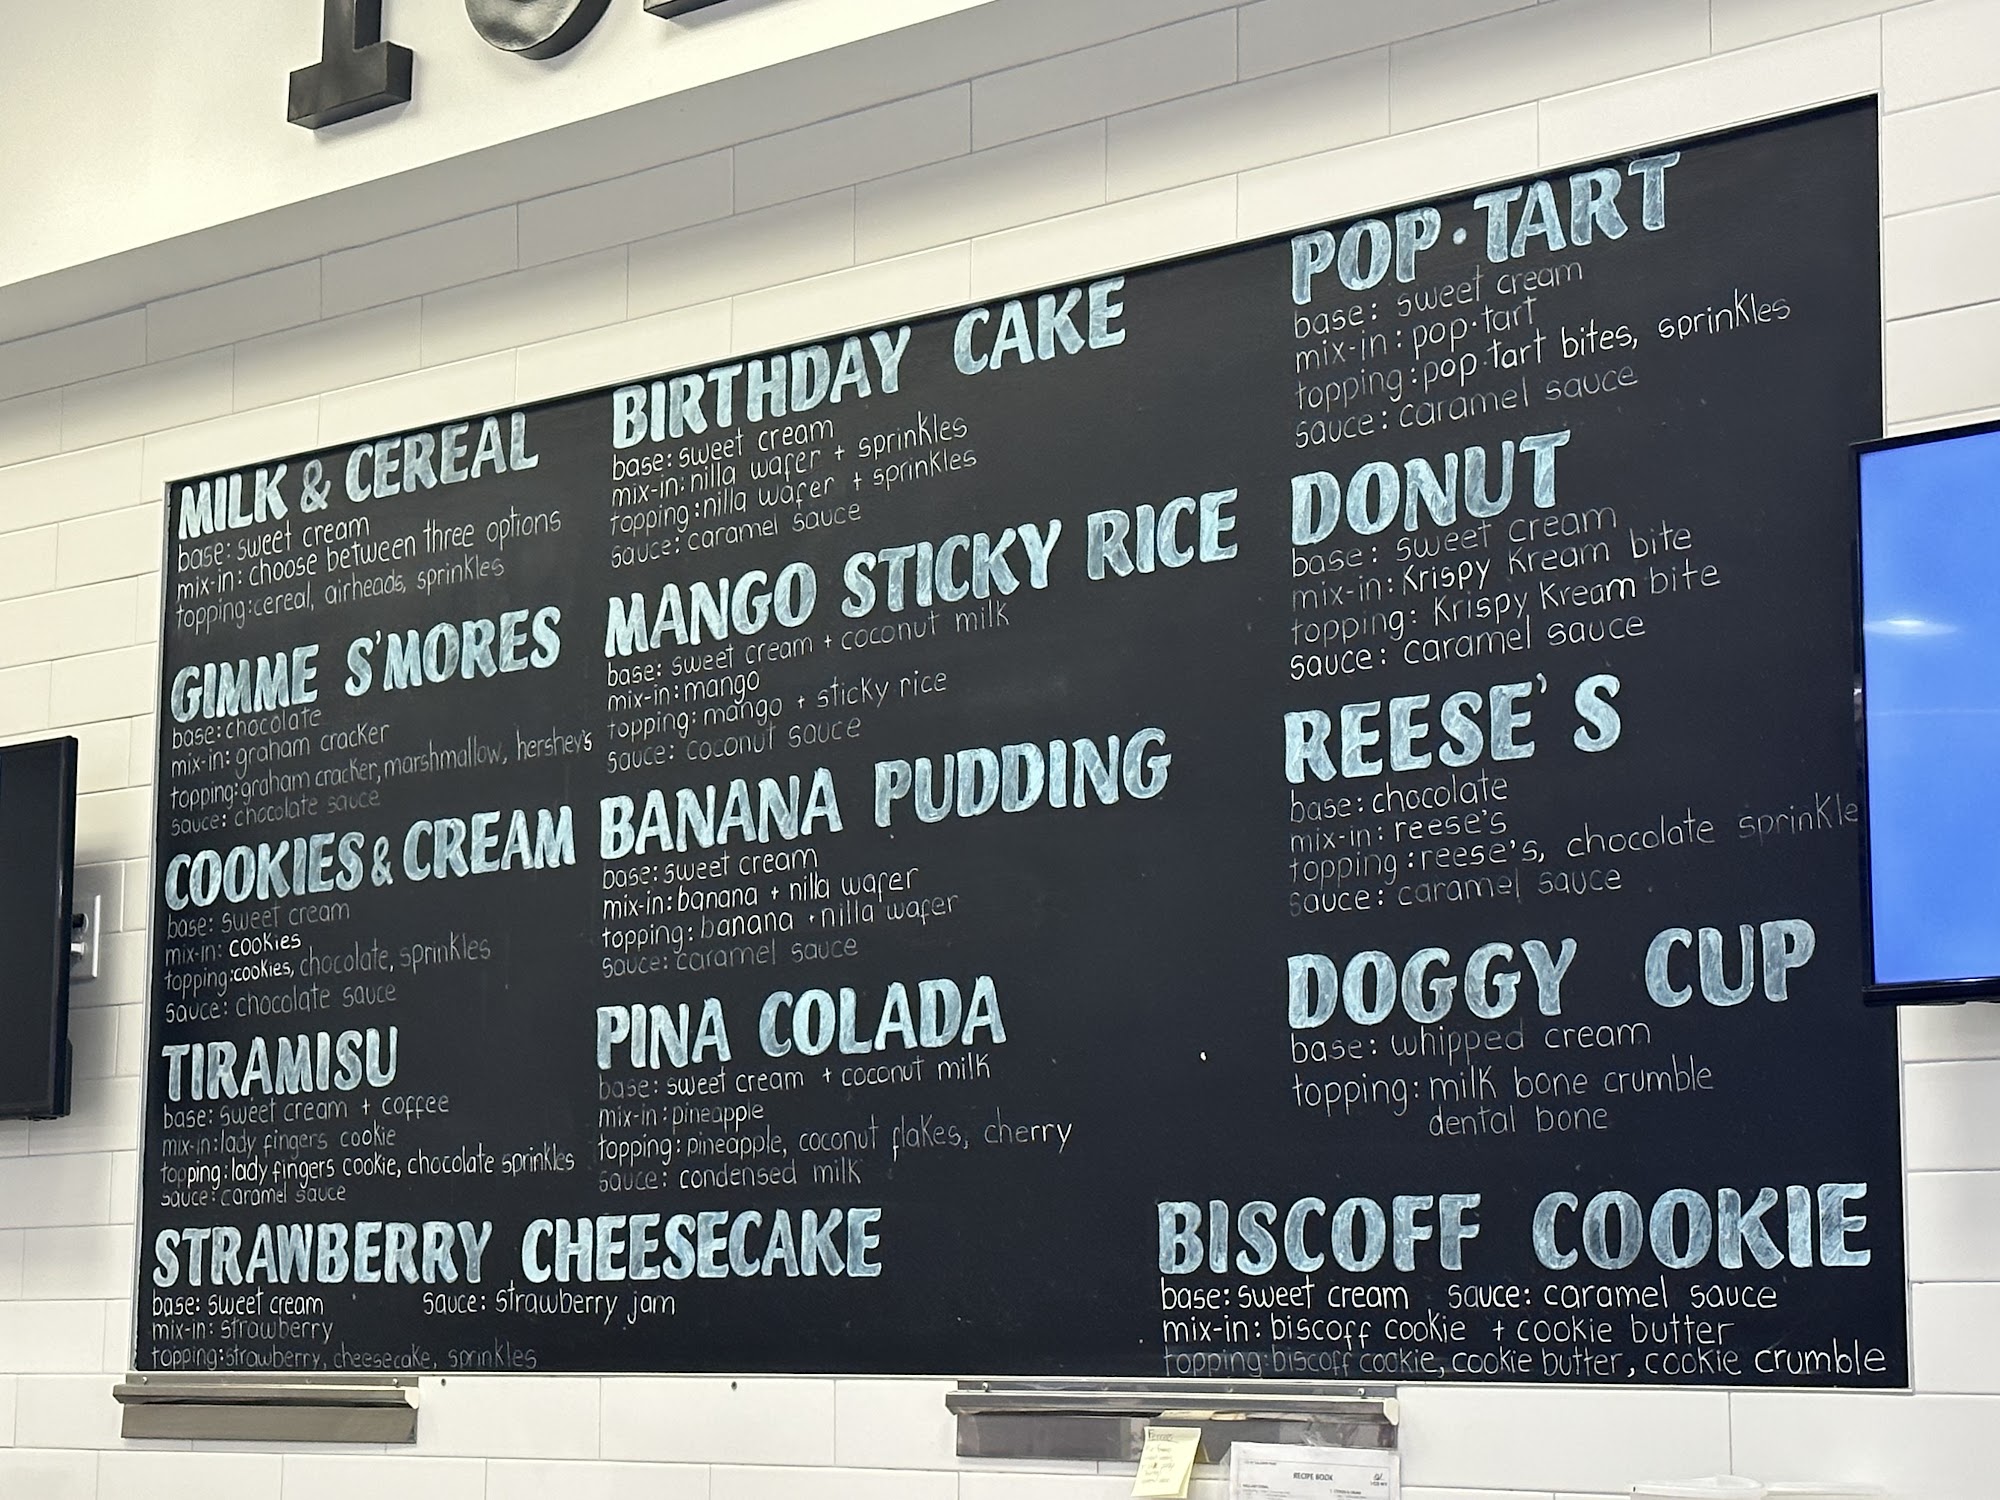 MILK & CEREAL
base: sweet cream
mix-in: choose between three options
topping: cereal, airheads, sprinkles
GIMME S'MORES
base: chocolate
mix-in: graham cracker
topping: graham cracker, marshmallow, hershey's
sauce: chocolate sauce
COOKIES & CREAM
base: sweet cream
mix-in: cookies
topping: cookies, chocolate, sprinkles
sauce: chocolate sauce
TIRAMISU
base: sweet cream + coffee
mix-in: lady fingers cookie
topping: lady fingers cookie, chocolate sprinkles
sauce: caramel sauce
STRAWBERRY CHEESECAKE
base: sweet cream sauce: strawberry jam
mix-in: strawberry
topping: strawberry, cheesecake, sprinkles
BIRTHDAY CAKE
base: sweet cream
mix-in: nilla wafer + sprinkles
topping: nilla wafer + sprinkles
sauce: caramel sauce
MANGO STICKY RICE
base: sweet cream + coconut milk
mix-in: mango
topping: mango + sticky rice
sauce: coconut sauce
BANANA PUDDING
base: sweet cream
mix-in: banana + nilla wafer
topping: banana + nilla wafer
sauce: caramel sauce
PINA COLADA
base: sweet cream + coconut milk
mix-in: pineapple
topping: pineapple, coconut flakes, cherry
sauce: condensed milk
POP·TART
base: sweet cream
mix-in: pop·tart
topping: pop·tart bites, sprinkles
sauce: caramel sauce
DONUT
base: sweet cream
mix-in: Krispy Kream bite
topping: Krispy Kream bite
sauce: caramel sauce
REESE'S
base: chocolate
mix-in: reese's
topping: reese's, chocolate sprinkle
sauce: caramel sauce
DOGGY CUP
base: whipped cream
topping: milk bone crumble
dental bone
BISCOFF COOKIE
base: sweet cream sauce: caramel sauce
mix-in: biscoff cookie + cookie butter
topping: biscoff cookie, cookie butter, cookie crumble
RECIPE BOOK